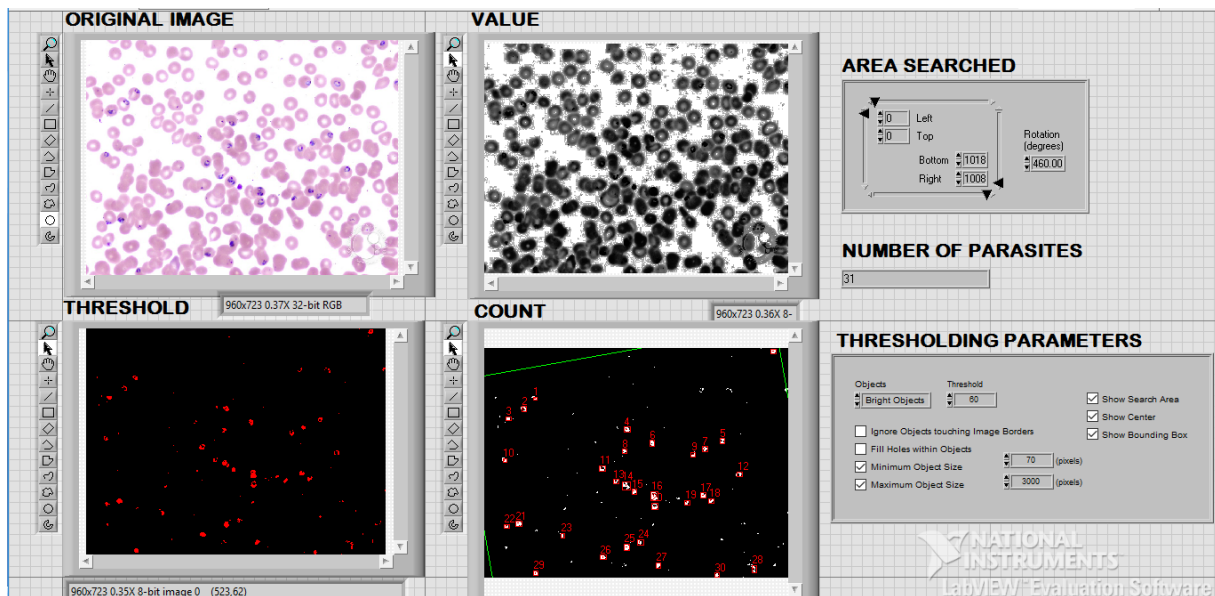 ORIGINAL IMAGE
VALUE
AREA SEARCHED
0 Left
0 Top
Bottom 1018
Right 1008
Rotation
(degrees)
460.00
NUMBER OF PARASITES
31
960x723 0.37X 32-bit RGB
960x723 0.36X 8-
THRESHOLD
COUNT
1
2
3
4
5
6
7
8
9
10
11
12
13
14
15
16
17
18
19
21
22
23
24
25
26
27
28
29
30
960x723 0.35X 8-bit image 0 (523,62)
THRESHOLDING PARAMETERS
Objects
Bright Objects
Threshold
60
Show Search Area
Show Center
Show Bounding Box
Ignore Objects touching Image Borders
Fill Holes within Objects
Minimum Object Size 70 (pixels)
Maximum Object Size 3000 (pixels)
NATIONAL
INSTRUMENTS
LabVIEW Evaluation Software